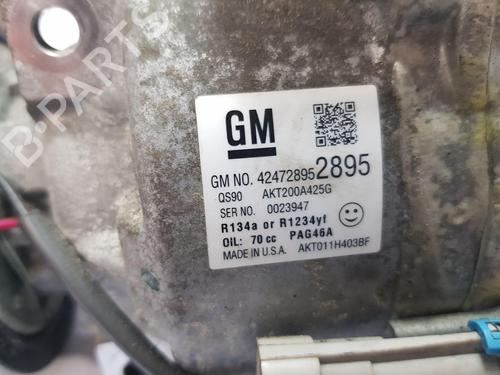 B-PARTS
GM
GM NO. 42472895 2895
QS90 AKT200A425G
SER NO. 0023947
R134a or R1234yf
OIL: 70 cc PAG46A
MADE IN U.S.A. AKT011H403BF